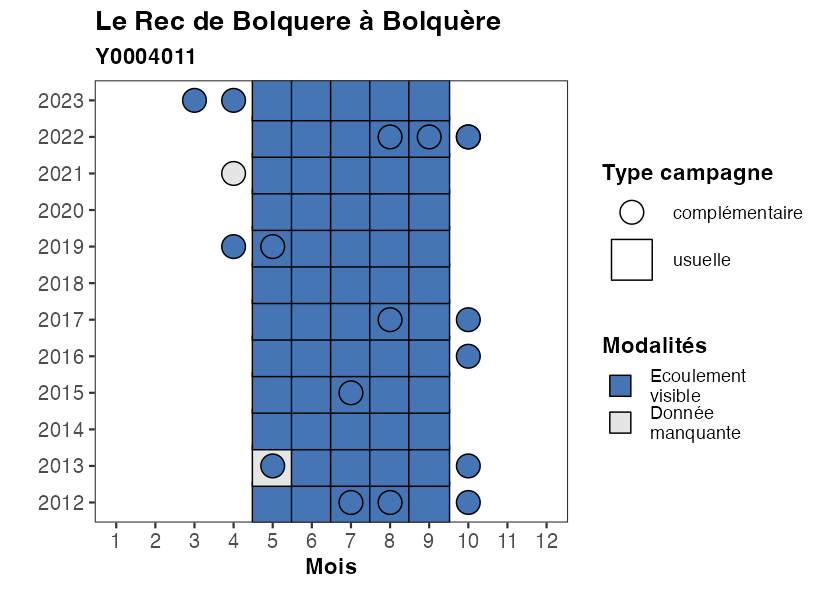 Le Rec de Bolquere à Bolquère
Y0004011
2023
2022
2021
2020
2019
2018
2017
2016
2015
2014
2013
2012
1 2 3 4 5 6 7 8 9 10 11 12
Mois
Type campagne
complémentaire
usuelle
Modalités
Ecoulement
visible
Donnée
manquante